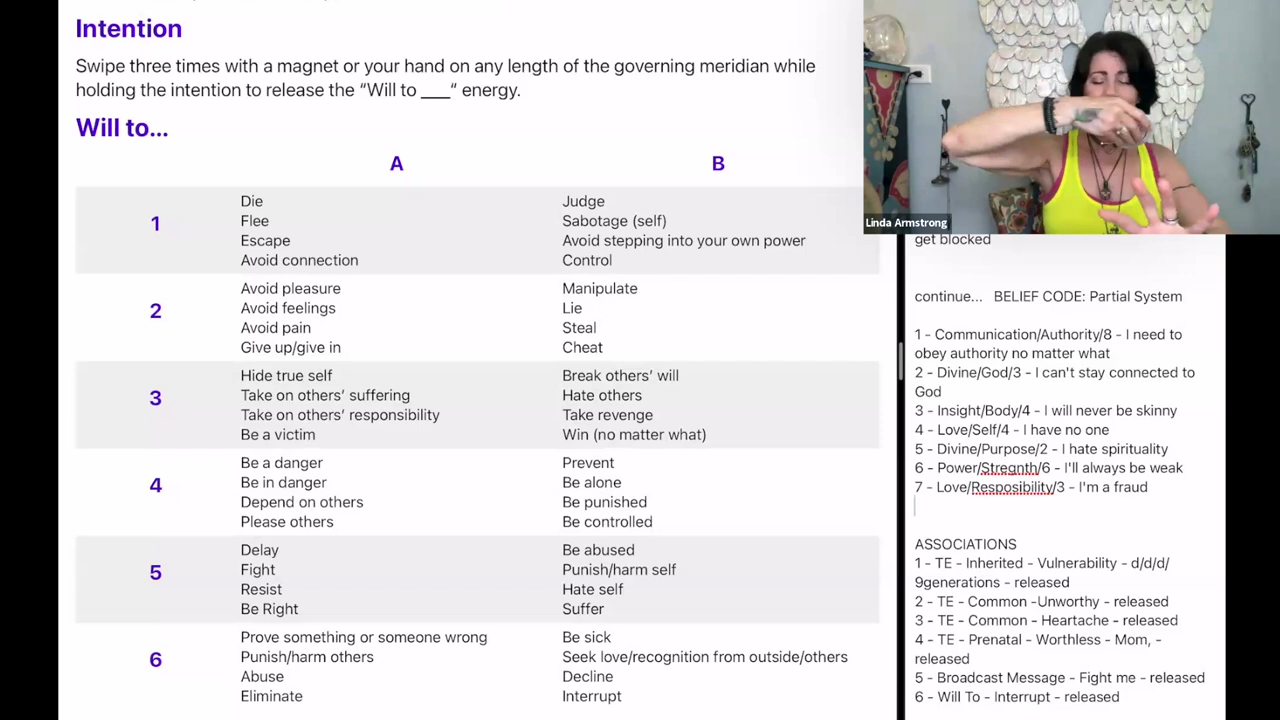 Intention
Swipe three times with a magnet or your hand on any length of the governing meridian while
holding the intention to release the “Will to ___“ energy.
Will to...
A B
1
Die Judge
Flee Sabotage (self)
Escape Avoid stepping into your own power
Avoid connection Control
2
Avoid pleasure Manipulate
Avoid feelings Lie
Avoid pain Steal
Give up/give in Cheat
3
Hide true self Break others’ will
Take on others’ suffering Hate others
Take on others’ responsibility Take revenge
Be a victim Win (no matter what)
4
Be a danger Prevent
Be in danger Be alone
Depend on others Be punished
Please others Be controlled
5
Delay Be abused
Fight Punish/harm self
Resist Hate self
Be Right Suffer
6
Prove something or someone wrong Be sick
Punish/harm others Seek love/recognition from outside/others
Abuse Decline
Eliminate Interrupt
Linda Armstrong
get blocked
continue... BELIEF CODE: Partial System
1 - Communication/Authority/8 - I need to
obey authority no matter what
2 - Divine/God/3 - I can't stay connected to
God
3 - Insight/Body/4 - I will never be skinny
4 - Love/Self/4 - I have no one
5 - Divine/Purpose/2 - I hate spirituality
6 - Power/Stregnth/6 - I'll always be weak
7 - Love/Resposibility/3 - I'm a fraud
ASSOCIATIONS
1 - TE - Inherited - Vulnerability - d/d/d/
9generations - released
2 - TE - Common -Unworthy - released
3 - TE - Common - Heartache - released
4 - TE - Prenatal - Worthless - Mom, -
released
5 - Broadcast Message - Fight me - released
6 - Will To - Interrupt - released